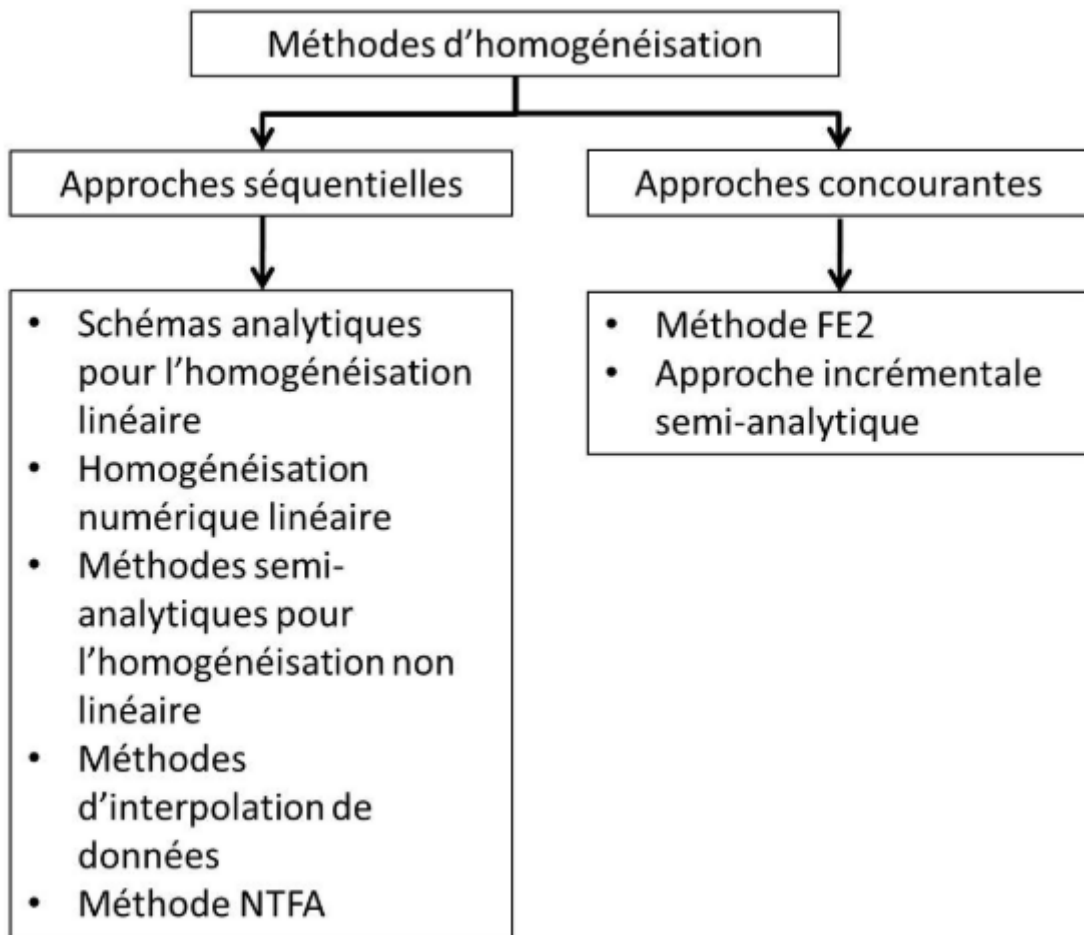 Méthodes d'homogénéisation
Approches séquentielles
Approches concourantes
• Schémas analytiques
pour l'homogénéisation
linéaire
• Homogénéisation
numérique linéaire
• Méthodes semi-
analytiques pour
l'homogénéisation non
linéaire
• Méthodes
d'interpolation de
données
• Méthode NTFA
• Méthode FE2
• Approche incrémentale
semi-analytique